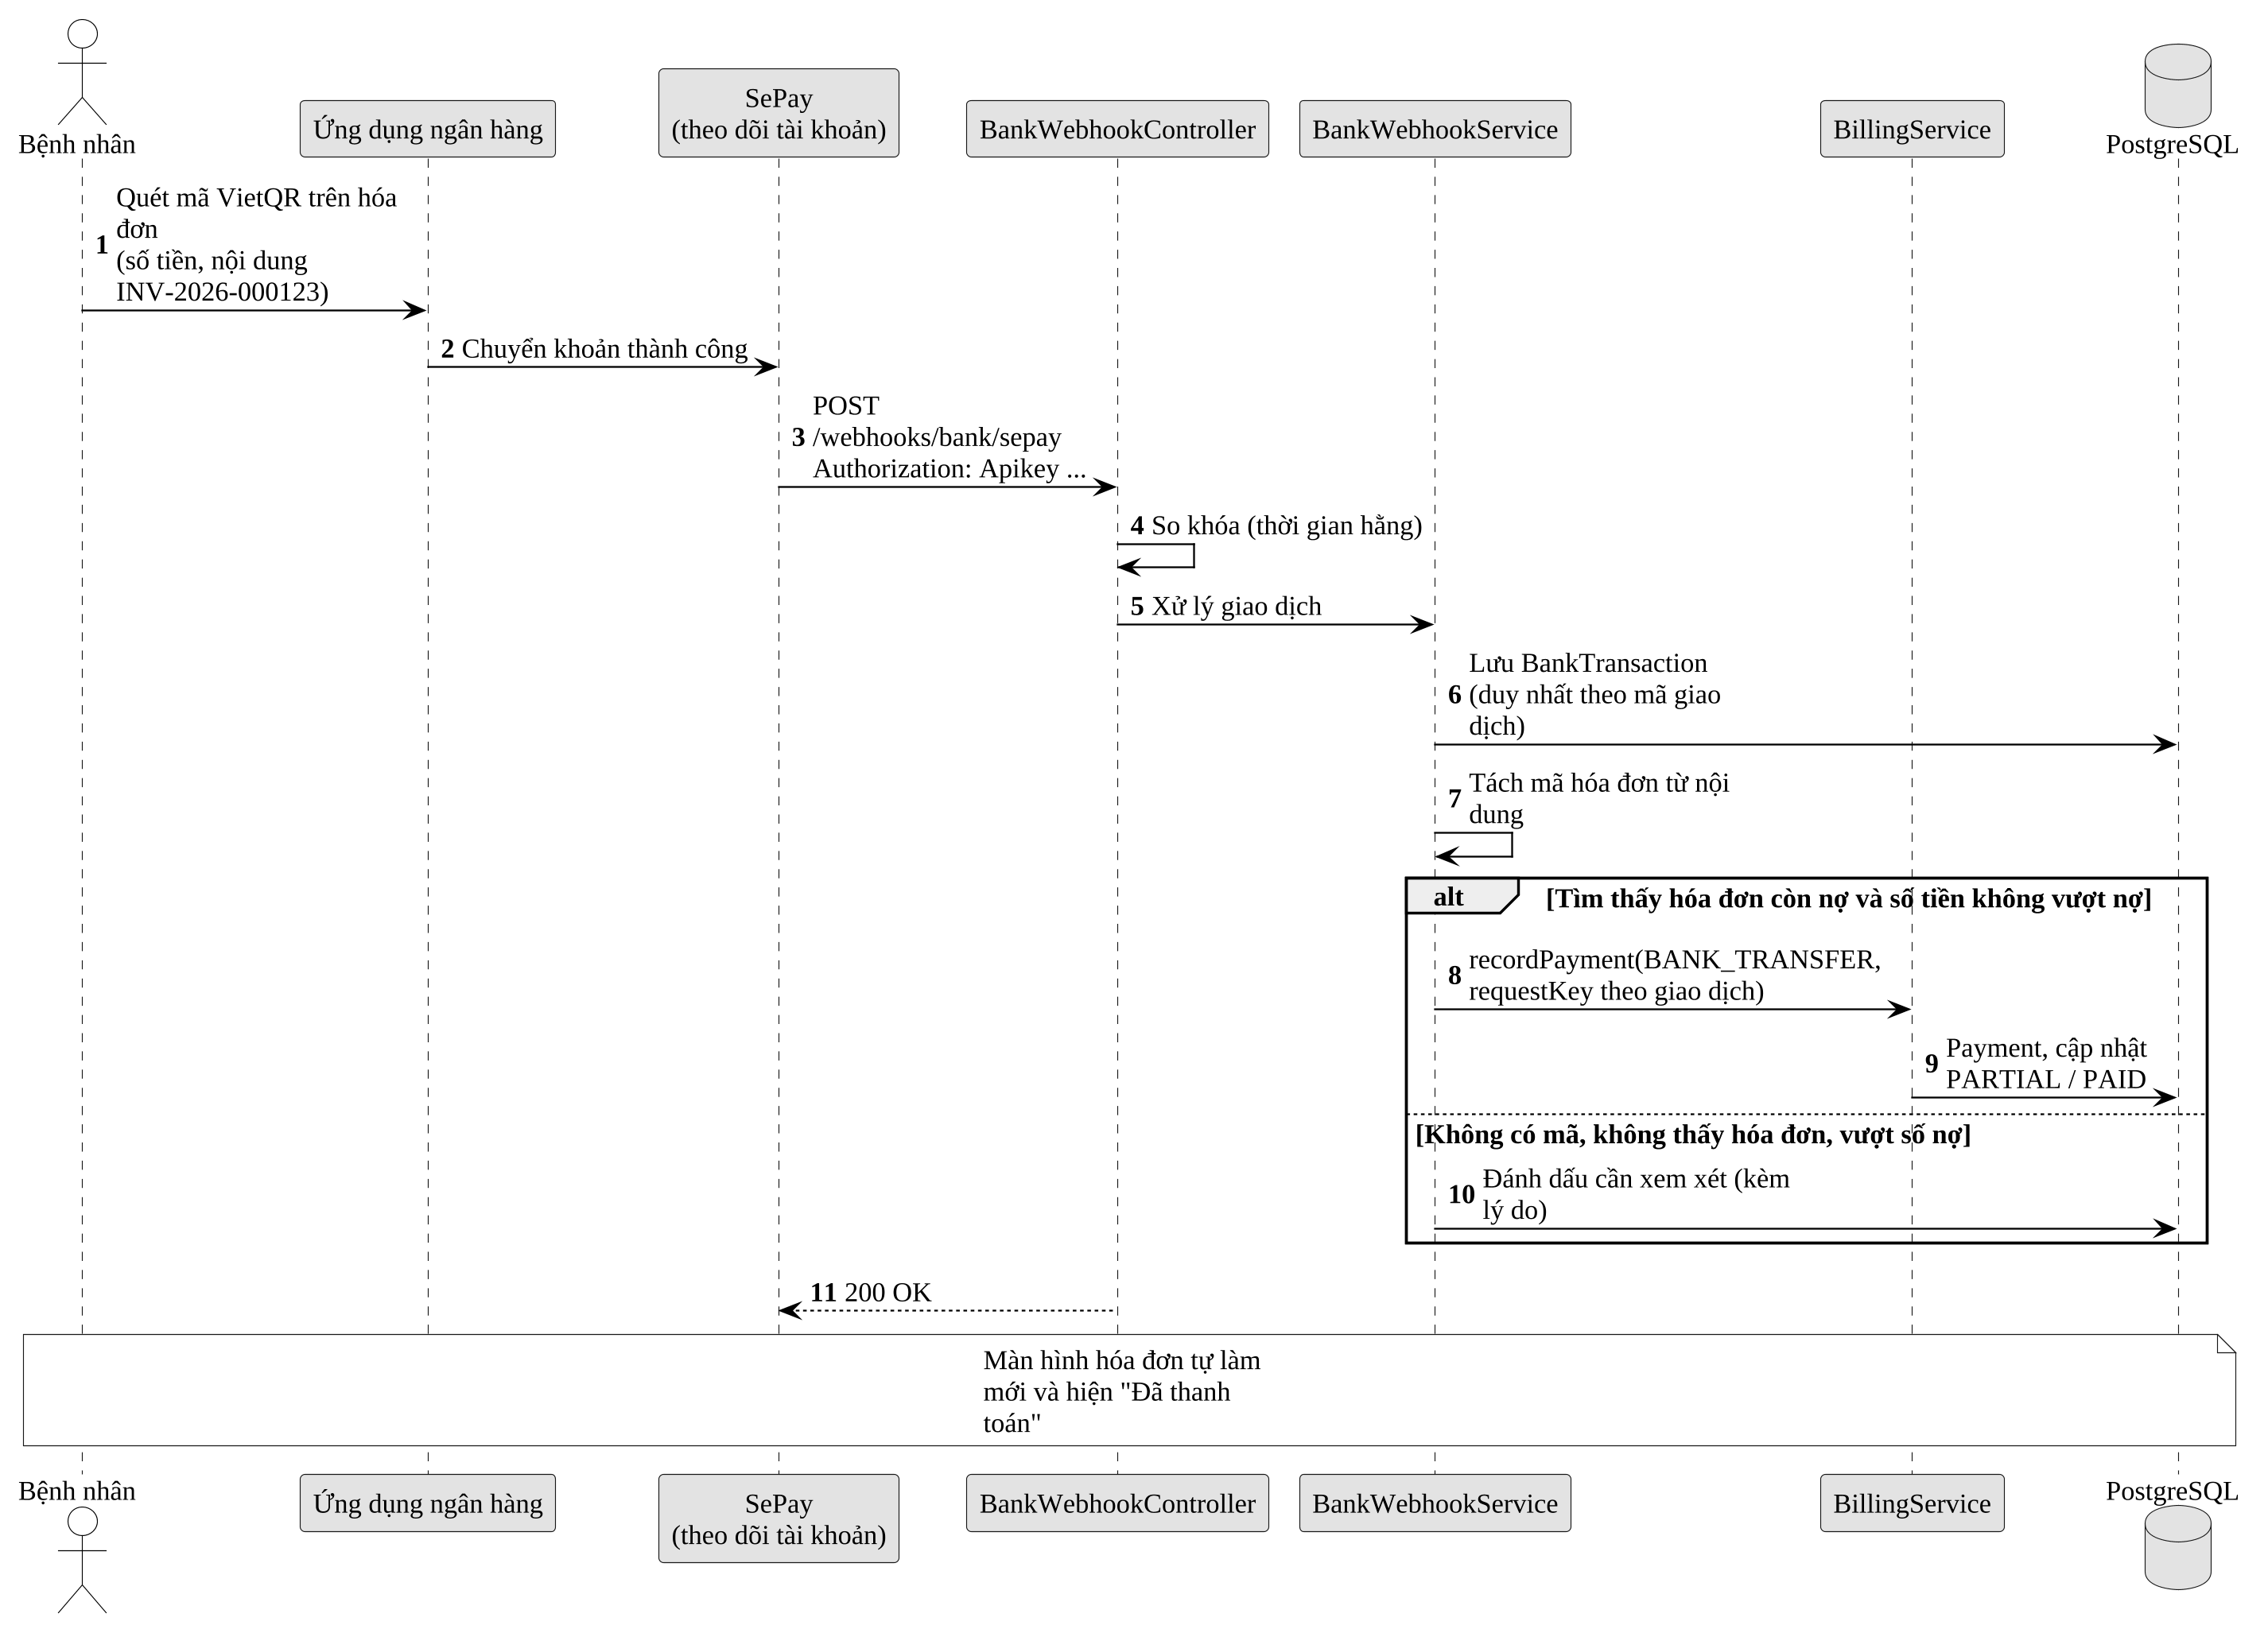 Bệnh nhân
Ứng dụng ngân hàng
SePay
(theo dõi tài khoản)
BankWebhookController
BankWebhookService
BillingService
PostgreSQL
1 Quét mã VietQR trên hóa
đơn
(số tiền, nội dung
INV-2026-000123)
2 Chuyển khoản thành công
3 POST
/webhooks/bank/sepay
Authorization: Apikey ...
4 So khóa (thời gian hằng)
5 Xử lý giao dịch
6 Lưu BankTransaction
(duy nhất theo mã giao
dịch)
7 Tách mã hóa đơn từ nội
dung
alt [Tìm thấy hóa đơn còn nợ và số tiền không vượt nợ]
8 recordPayment(BANK_TRANSFER,
requestKey theo giao dịch)
9 Payment, cập nhật
PARTIAL / PAID
[Không có mã, không thấy hóa đơn, vượt số nợ]
10 Đánh dấu cần xem xét (kèm
lý do)
11 200 OK
Màn hình hóa đơn tự làm
mới và hiện "Đã thanh
toán"
Bệnh nhân
Ứng dụng ngân hàng
SePay
(theo dõi tài khoản)
BankWebhookController
BankWebhookService
BillingService
PostgreSQL